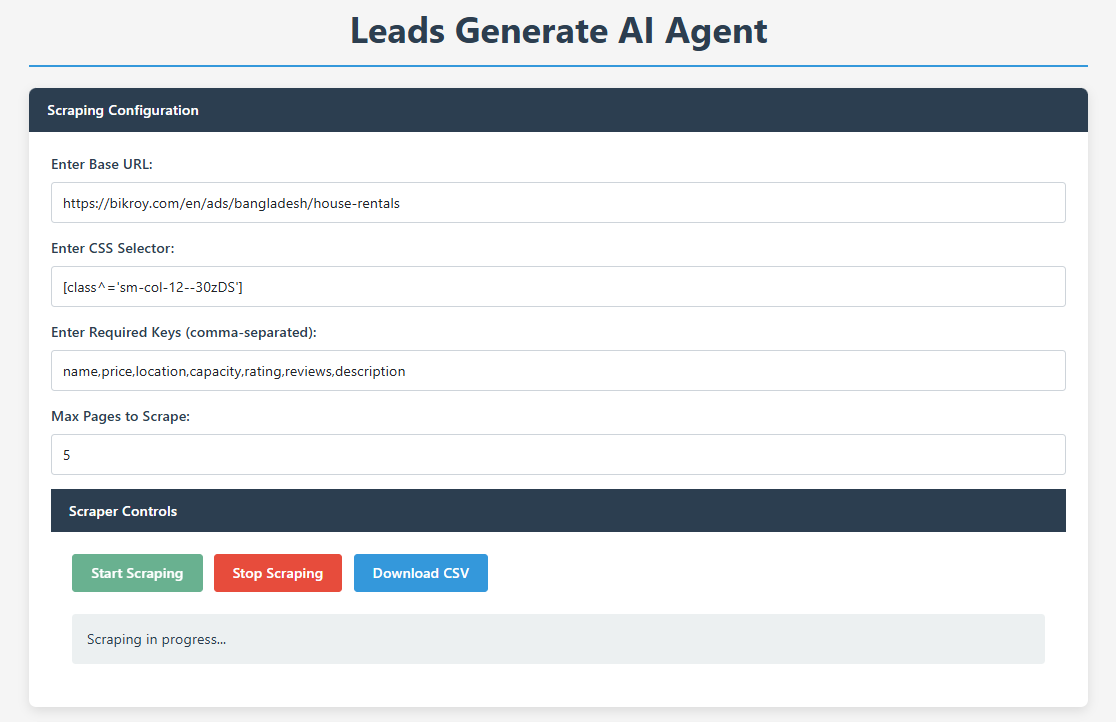 Leads Generate AI Agent
Scraping Configuration
Enter Base URL:
https://bikroy.com/en/ads/bangladesh/house-rentals
Enter CSS Selector:
[class^='sm-col-12--30zDS']
Enter Required Keys (comma-separated):
name,price,location,capacity,rating,reviews,description
Max Pages to Scrape:
5
Scraper Controls
Start Scraping Stop Scraping Download CSV
Scraping in progress...